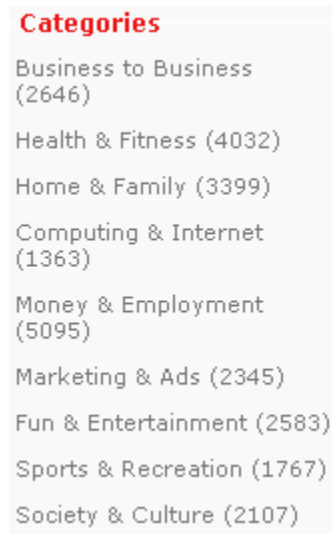 Categories
Business to Business
(2646)
Health & Fitness (4032)
Home & Family (3399)
Computing & Internet
(1363)
Money & Employment
(5095)
Marketing & Ads (2345)
Fun & Entertainment (2583)
Sports & Recreation (1767)
Society & Culture (2107)